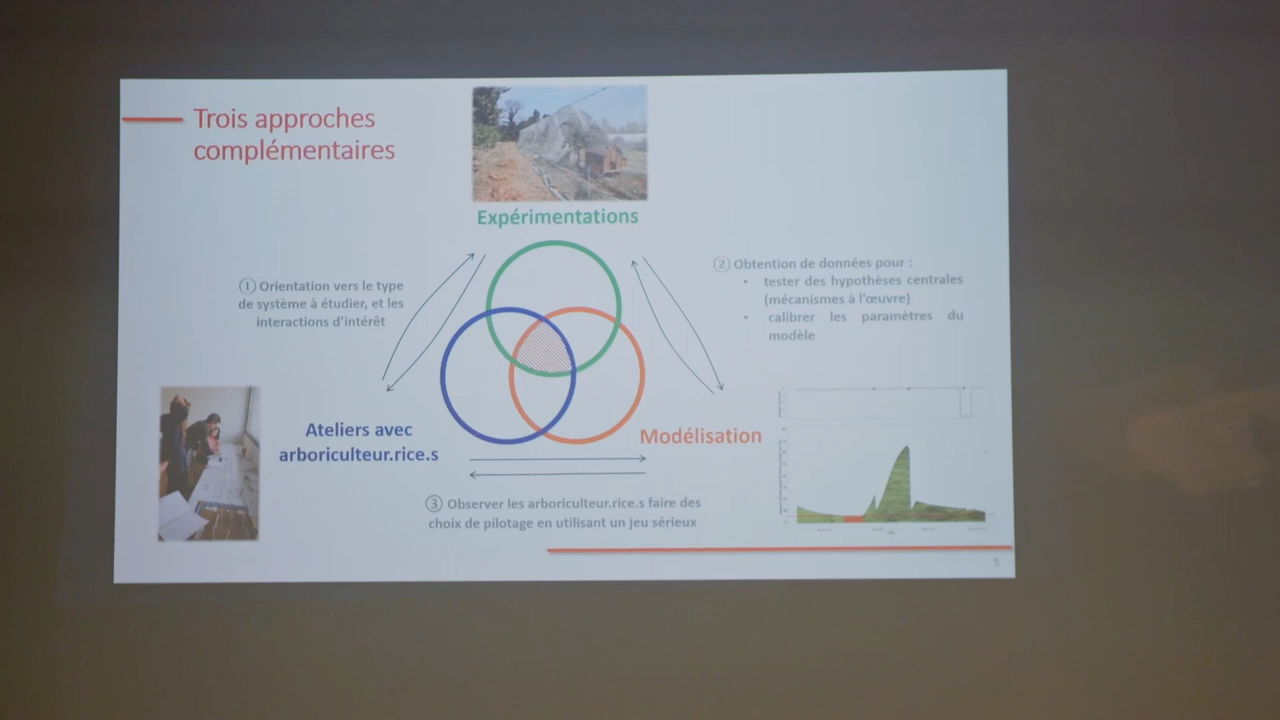 Trois approches
complémentaires
Expérimentations
① Orientation vers le type
de système à étudier, et les
interactions d'intérêt
② Obtention de données pour :
• tester des hypothèses centrales
(mécanismes à l'œuvre)
• calibrer les paramètres du
modèle
Ateliers avec
arboriculteur.rice.s
Modélisation
③ Observer les arboriculteur.rice.s faire des
choix de pilotage en utilisant un jeu sérieux
5